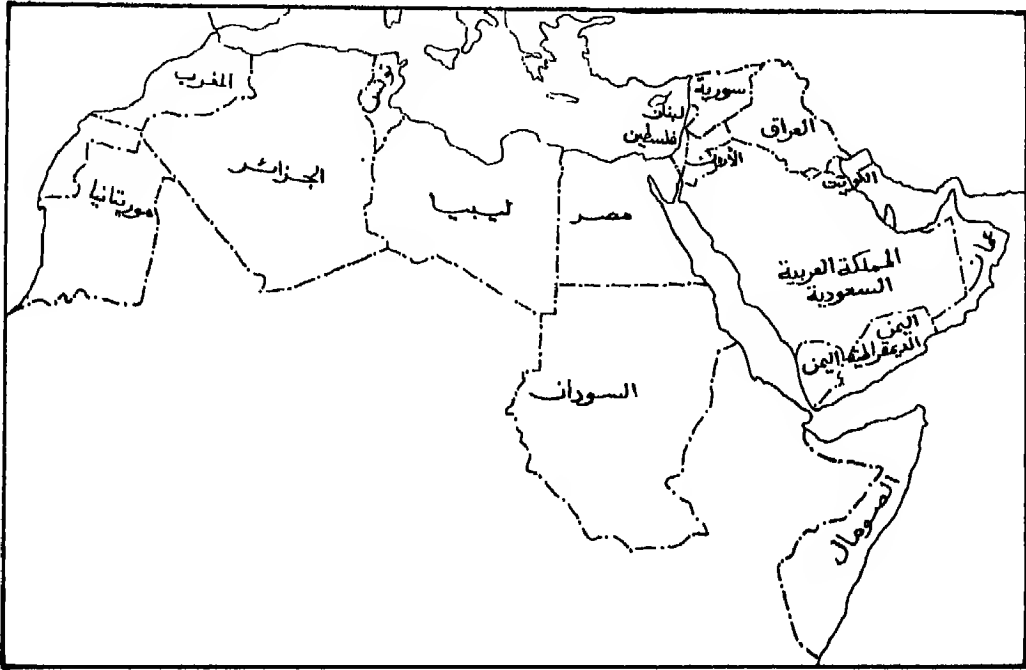 المغرب
تونس
الجزائر
موريتانيا
ليبيا
مصر
السودان
سورية
لبنان
فلسطين
الأردن
العراق
الكويت
المملكة العربية
السعودية
عمان
اليمن
الديمقراطية
اليمن
الصومال